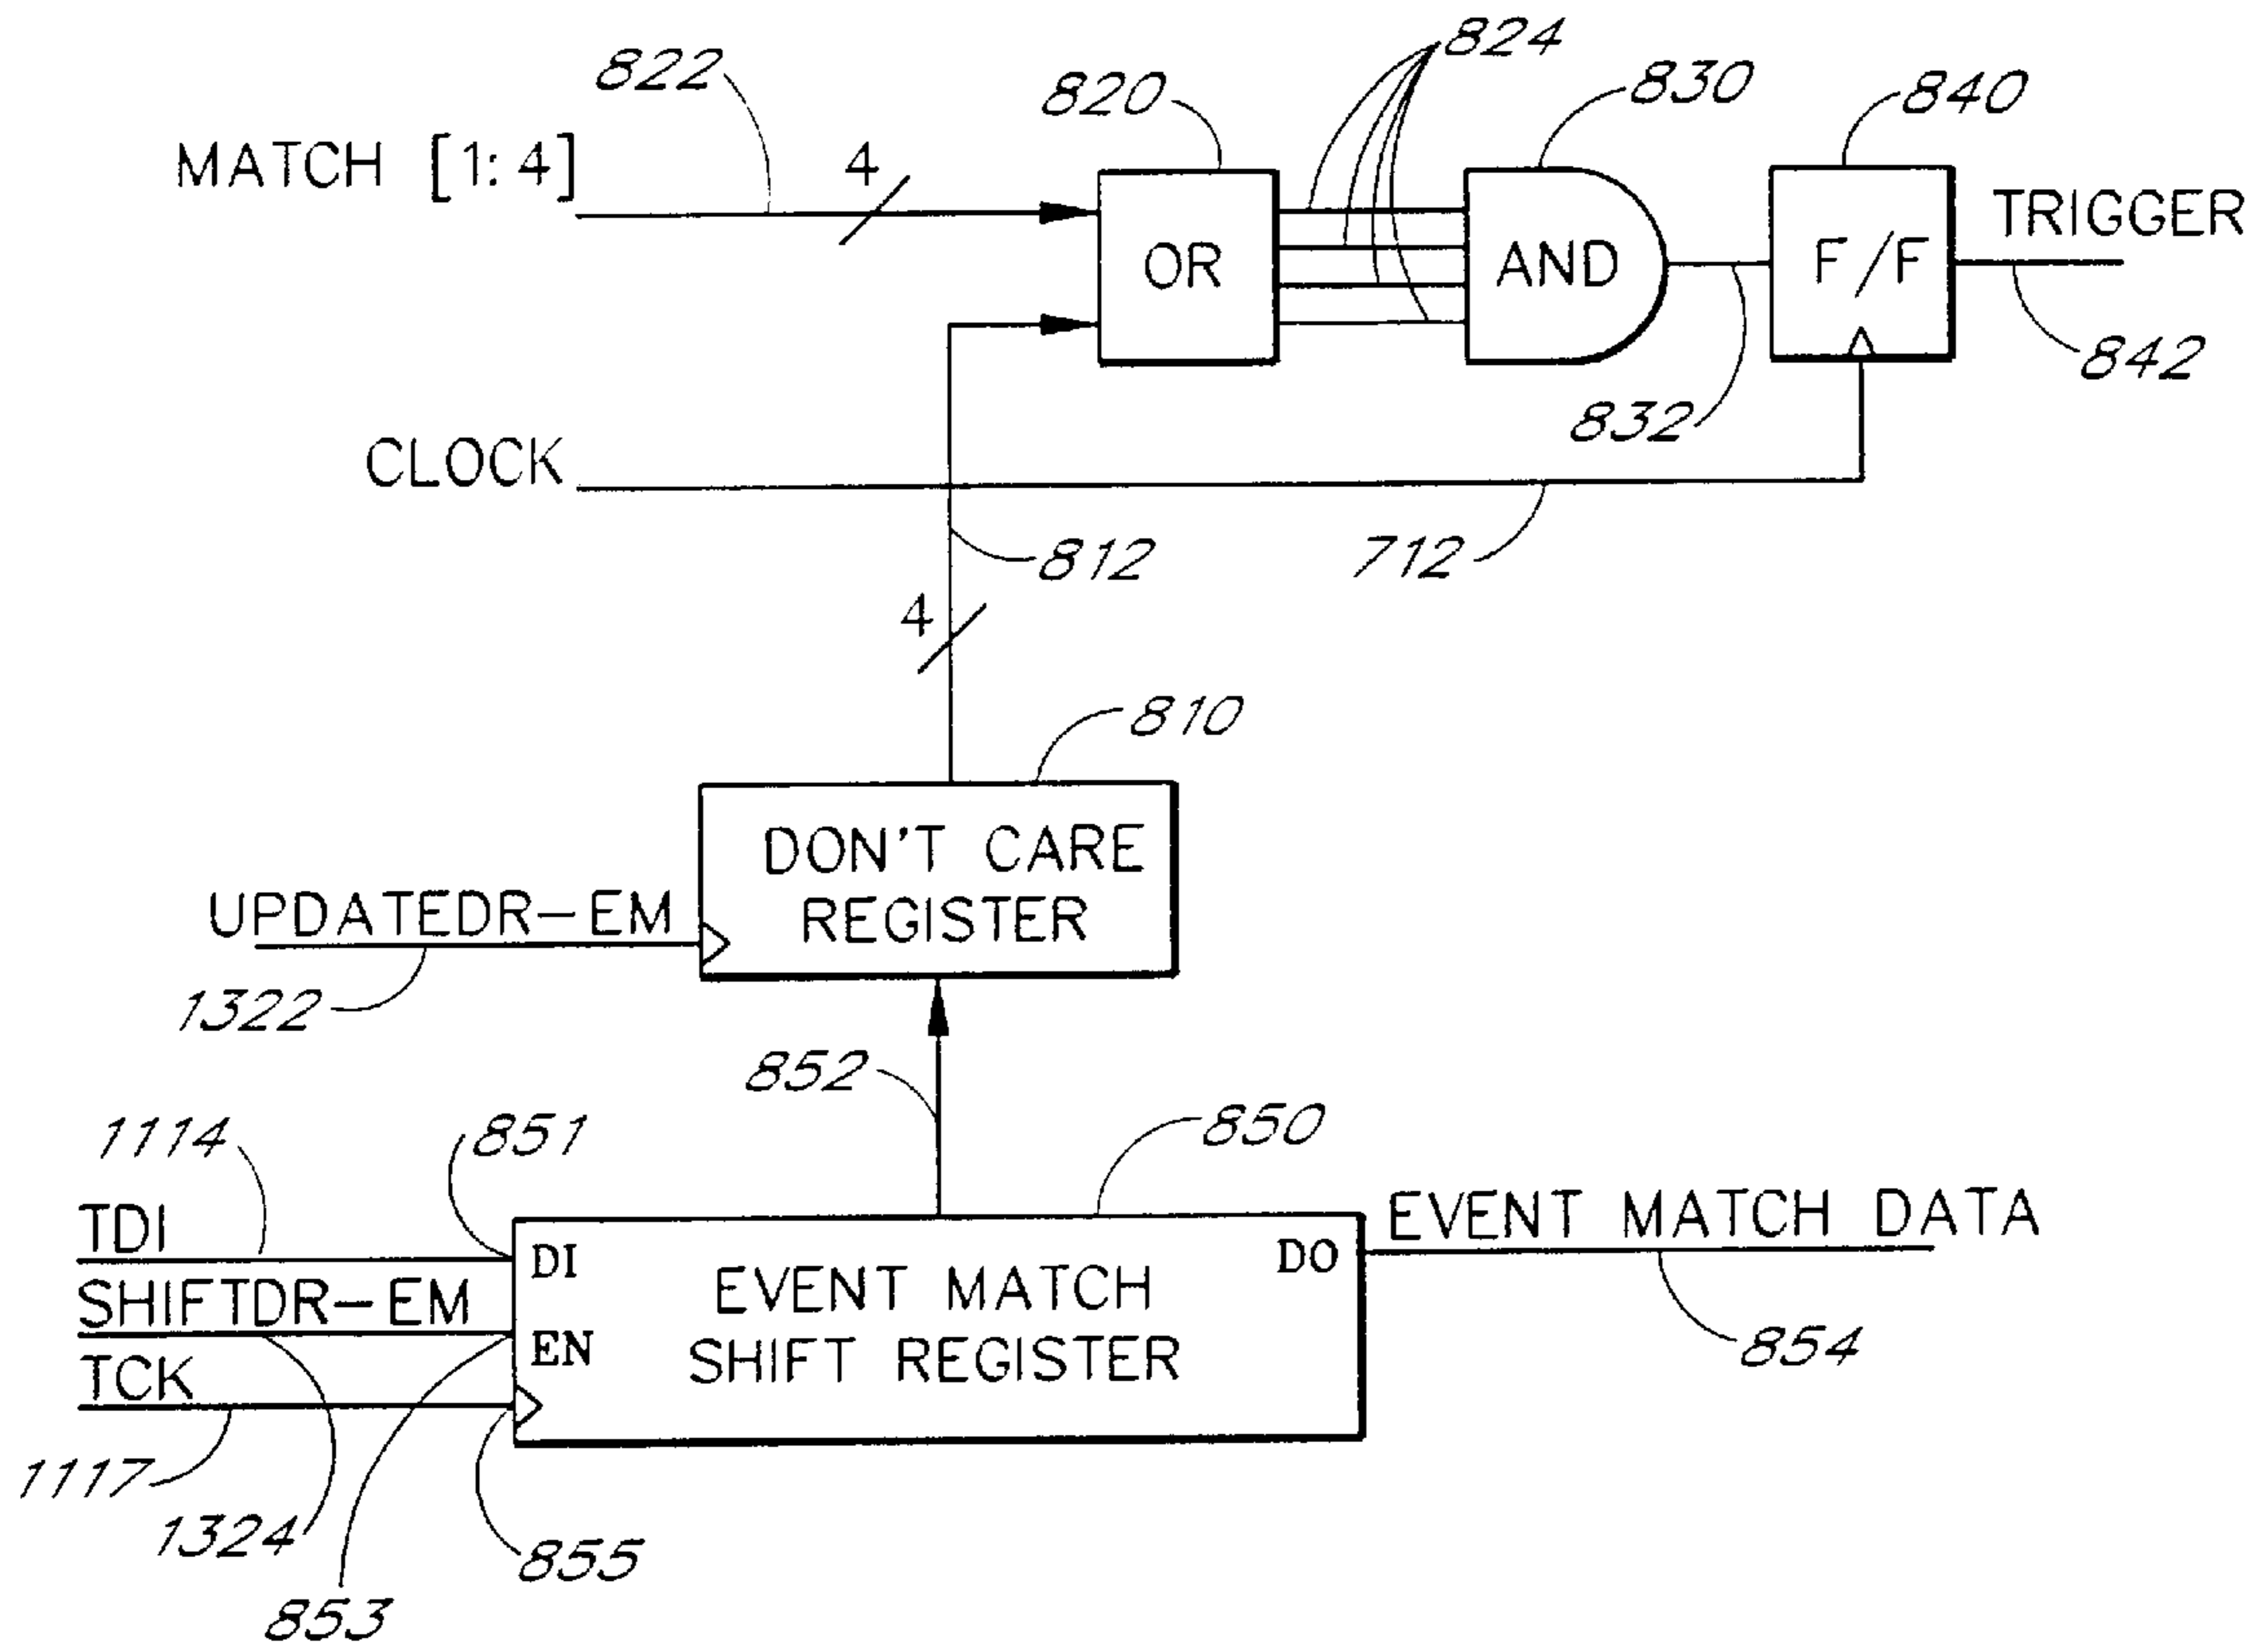 824
822
820
830
840
MATCH [1:4]
4
TRIGGER
OR
AND
F/F
842
832
CLOCK
812
712
4
810
DON'T CARE
REGISTER
UPDATEDR-EM
1322
852
1114
851
850
TDI
EVENT MATCH DATA
DI
DO
SHIFTDR-EM
EVENT MATCH
EN
SHIFT REGISTER
854
TCK
1117
1324
855
853